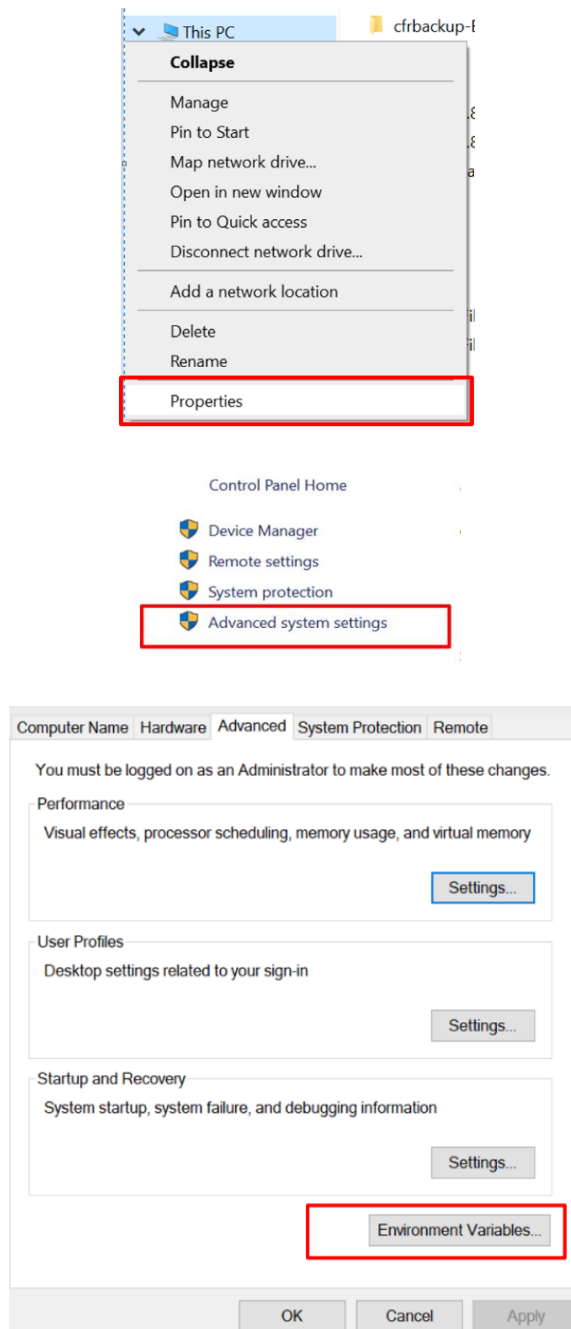 This PC
cfrbackup-
Collapse
Manage
Pin to Start
Map network drive...
Open in new window
Pin to Quick access
Disconnect network drive...
Add a network location
Delete
Rename
Properties
Control Panel Home
Device Manager
Remote settings
System protection
Advanced system settings
Computer Name Hardware Advanced System Protection Remote
You must be logged on as an Administrator to make most of these changes.
Performance
Visual effects, processor scheduling, memory usage, and virtual memory
Settings...
User Profiles
Desktop settings related to your sign-in
Settings...
Startup and Recovery
System startup, system failure, and debugging information
Settings...
Environment Variables...
OK Cancel Apply